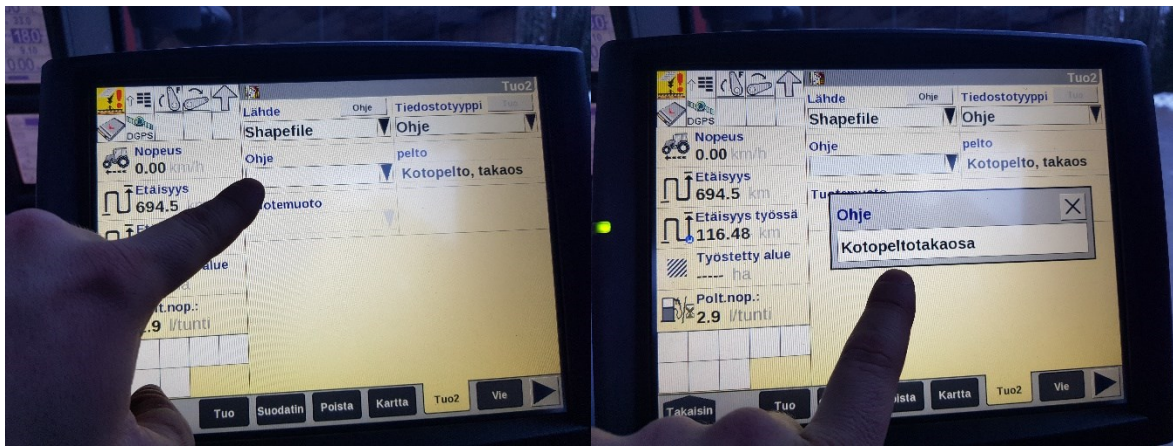 Tuo2
Lähde
Ohje
Tiedostotyyppi
Tuo
Shapefile
Ohje
DGPS
Nopeus
0.00 km/h
Ohje
pelto
Kotopelto, takaos
Etäisyys
694.5
alue
Polt.nop.:
.9 l/tunti
Tuo
Suodatin
Poista
Kartta
Tuo2
Vie
Tuo2
Lähde
Ohje
Tiedostotyyppi
Tuo
Shapefile
Ohje
DGPS
Nopeus
0.00 km/h
Ohje
pelto
Kotopelto, takaos
Etäisyys
694.5 km
Etäisyys työssä
116.48 km
Ohje
Kotopeltotakaosa
Työstetty alue
----- ha
Polt.nop.:
2.9 l/tunti
Takaisin
Tuo
Kartta
Tuo2
Vie